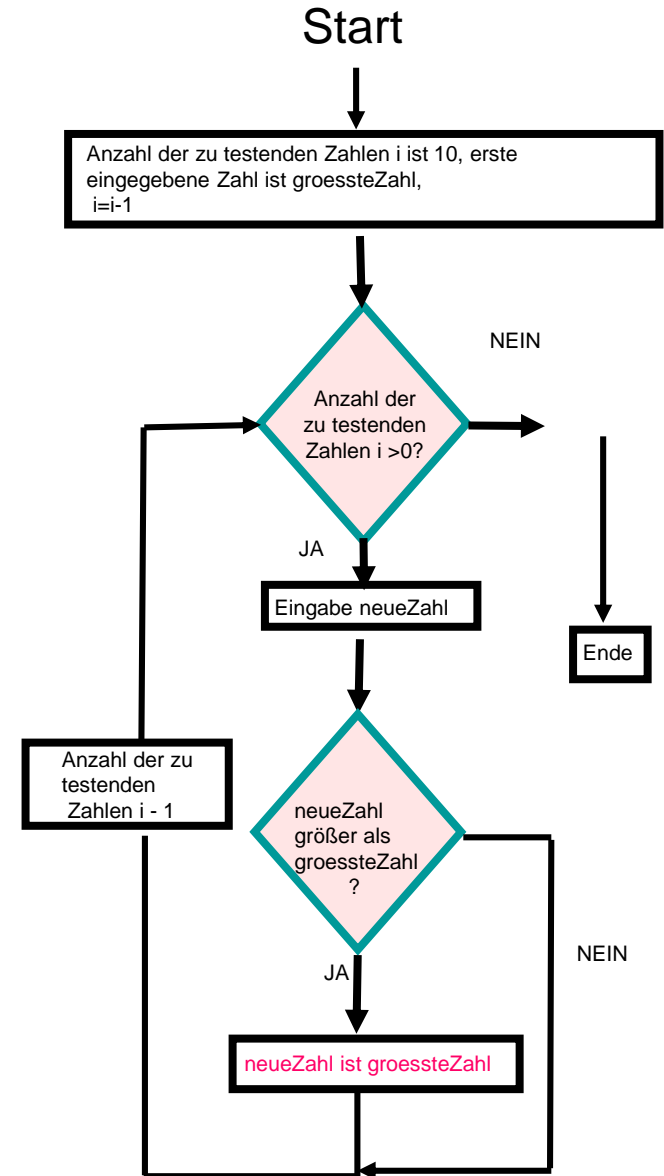 Start
Anzahl der zu testenden Zahlen i ist 10, erste
eingegebene Zahl ist groessteZahl,
i=i-1
NEIN
Anzahl der
zu testenden
Zahlen i >0?
JA
Eingabe neueZahl
Ende
Anzahl der zu
testenden
Zahlen i - 1
neueZahl
größer als
groessteZahl
?
NEIN
JA
neueZahl ist groessteZahl